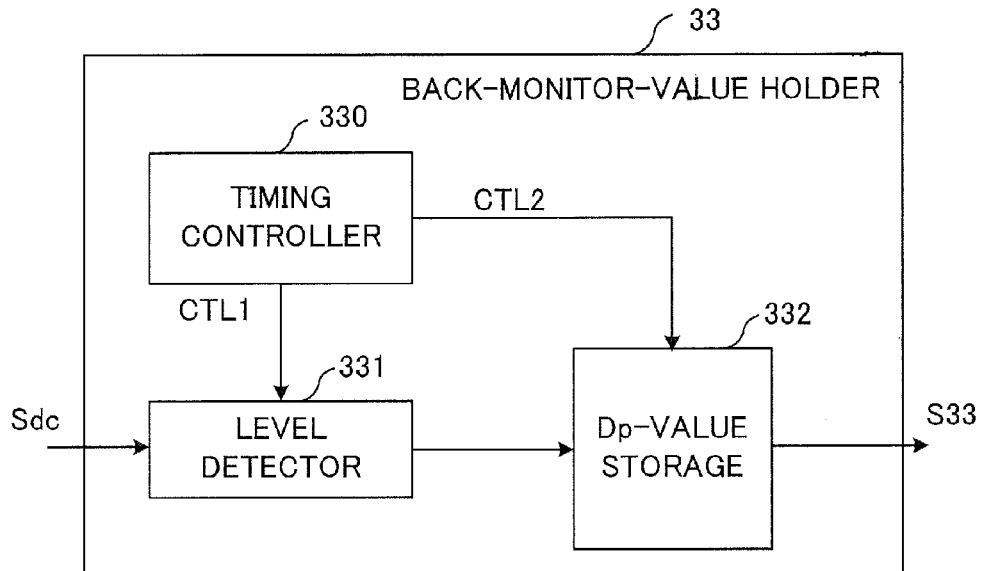 33
BACK-MONITOR-VALUE HOLDER
330
TIMING
CONTROLLER
CTL2
CTL1
332
331
Sdc
LEVEL
DETECTOR
Dp-VALUE
STORAGE
S33